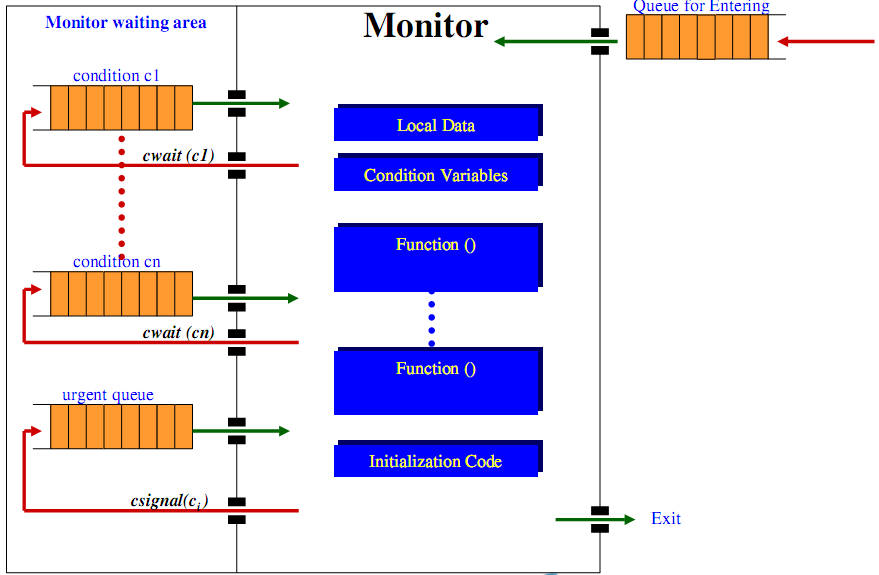 Monitor waiting area
Monitor
Queue for Entering
condition c1
cwait (c1)
Local Data
Condition Variables
Function ()
condition cn
cwait (cn)
Function ()
urgent queue
Initialization Code
csignal(ci)
Exit